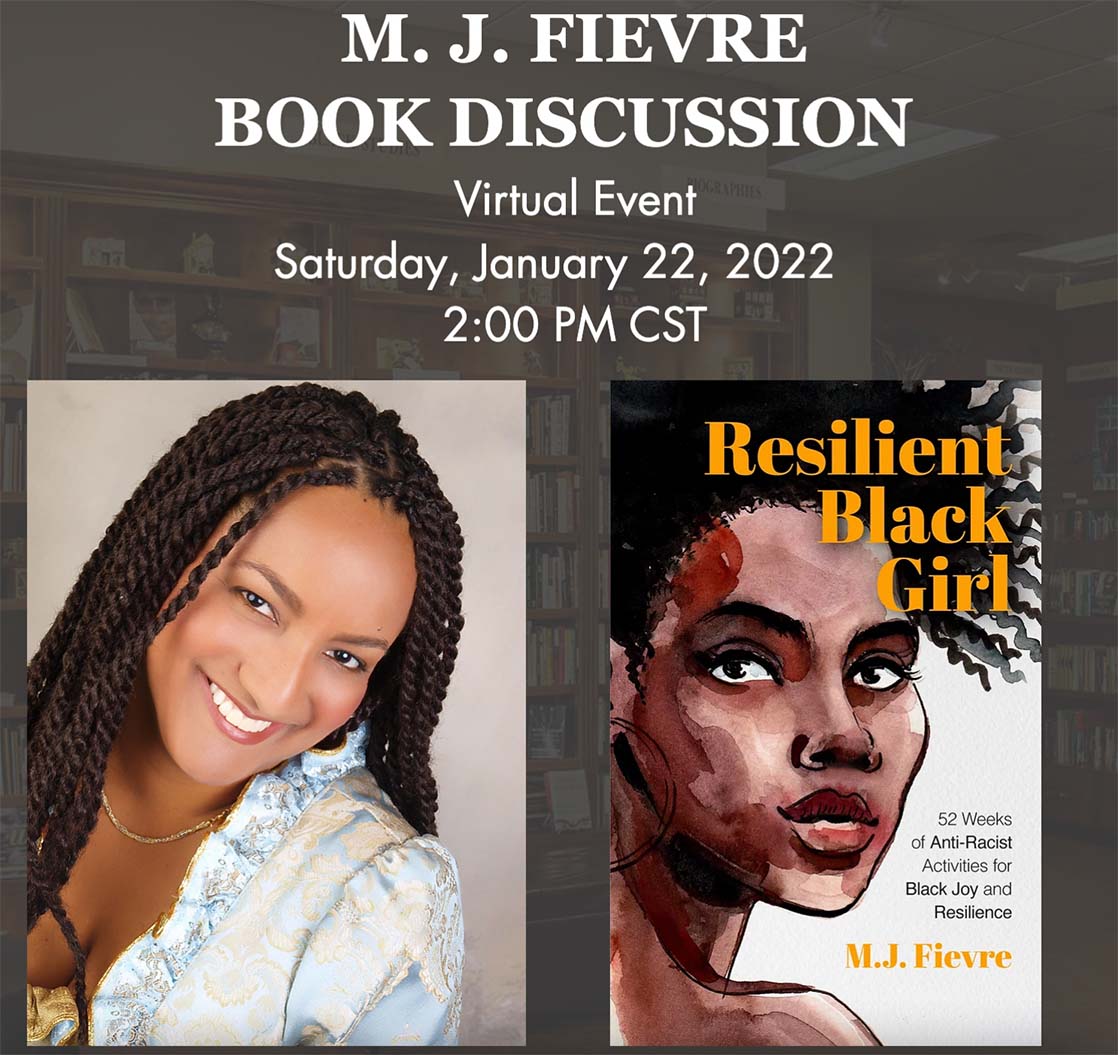 M. J. FIEVRE
BOOK DISCUSSION
Virtual Event
Saturday, January 22, 2022
2:00 PM CST
BIOGRAPHIES
Resilient
Black
Girl
52 Weeks
of Anti-Racist
Activities for
Black Joy and
Resilience
M.J. Fievre